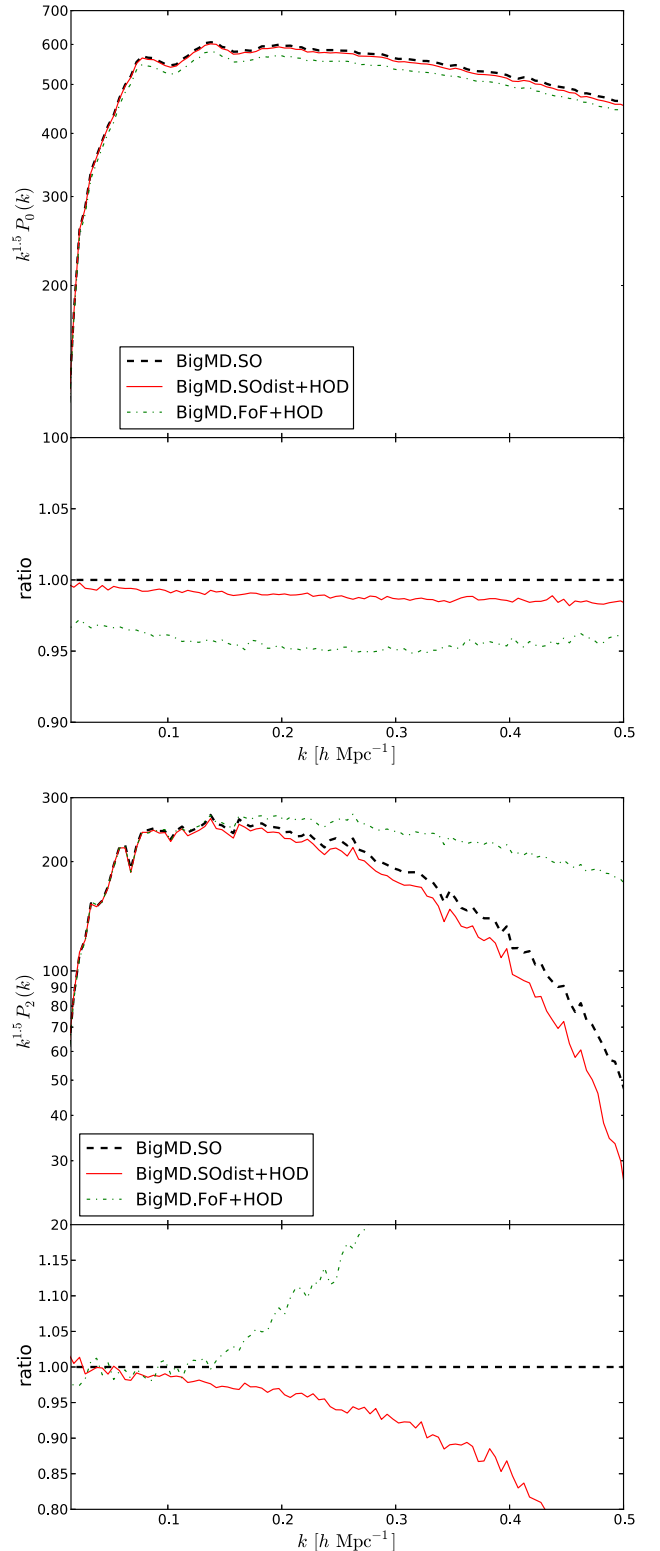 700
600
500
400
300
200
100
k^{1.5} P_0(k)
BigMD.SO
BigMD.SOdist+HOD
BigMD.FoF+HOD
1.05
1.00
0.95
0.90
ratio
0.1 0.2 0.3 0.4 0.5
k [h Mpc^{-1}]
300
200
100
90
80
70
60
50
40
30
20
k^{1.5} P_2(k)
BigMD.SO
BigMD.SOdist+HOD
BigMD.FoF+HOD
1.15
1.10
1.05
1.00
0.95
0.90
0.85
0.80
ratio
0.1 0.2 0.3 0.4 0.5
k [h Mpc^{-1}]